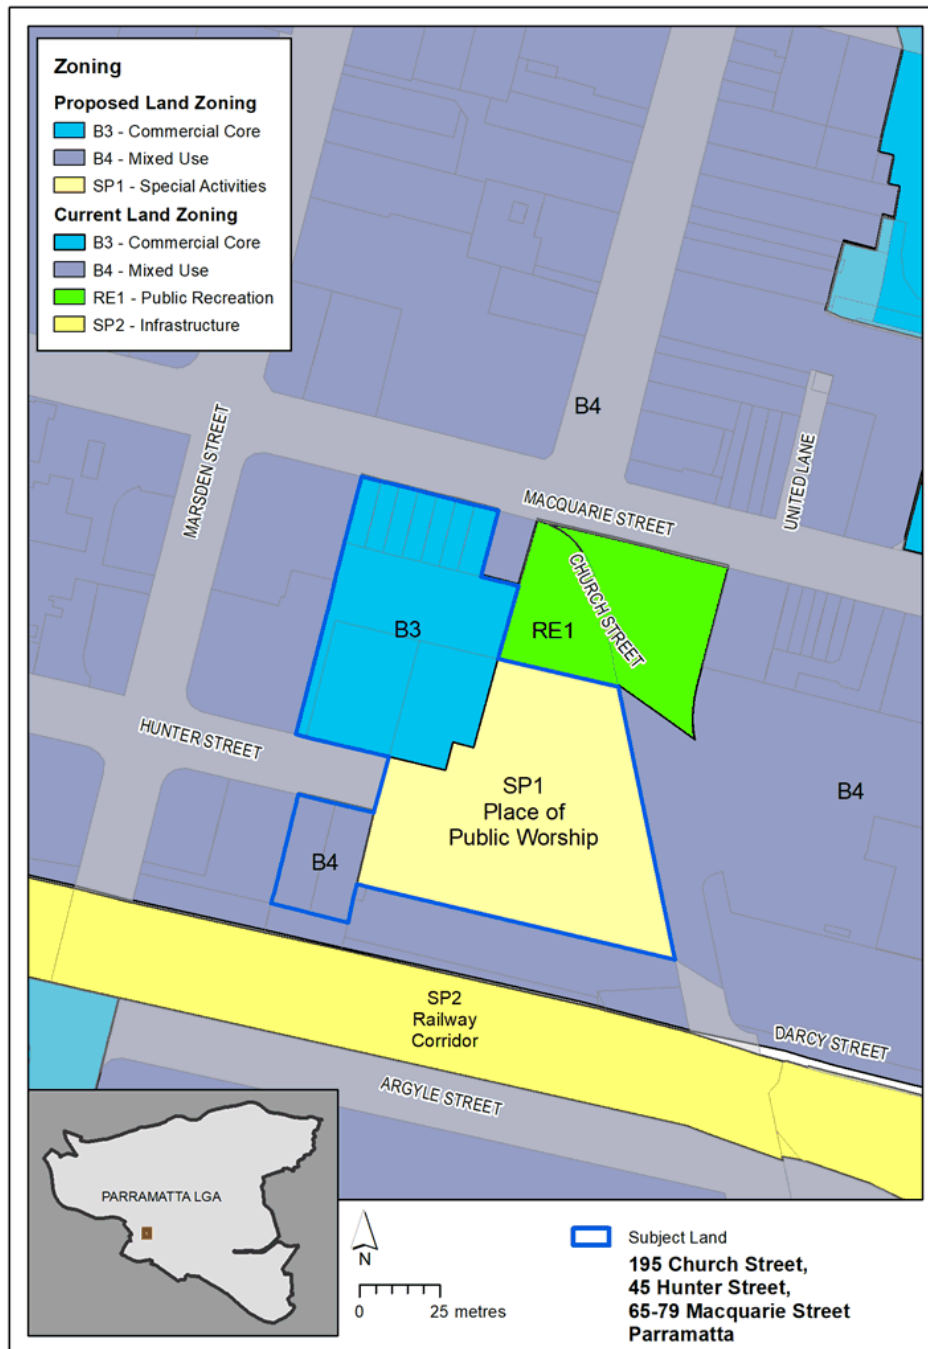 Zoning
Proposed Land Zoning
B3 - Commercial Core
B4 - Mixed Use
SP1 - Special Activities
Current Land Zoning
B3 - Commercial Core
B4 - Mixed Use
RE1 - Public Recreation
SP2 - Infrastructure
B4
MARSDEN STREET
UNITED LANE
MACQUARIE STREET
CHURCH STREET
B3
RE1
HUNTER STREET
SP1
Place of
Public Worship
B4
B4
SP2
Railway
Corridor
DARCY STREET
ARGYLE STREET
PARRAMATTA LGA
N
0 25 metres
Subject Land
195 Church Street,
45 Hunter Street,
65-79 Macquarie Street
Parramatta